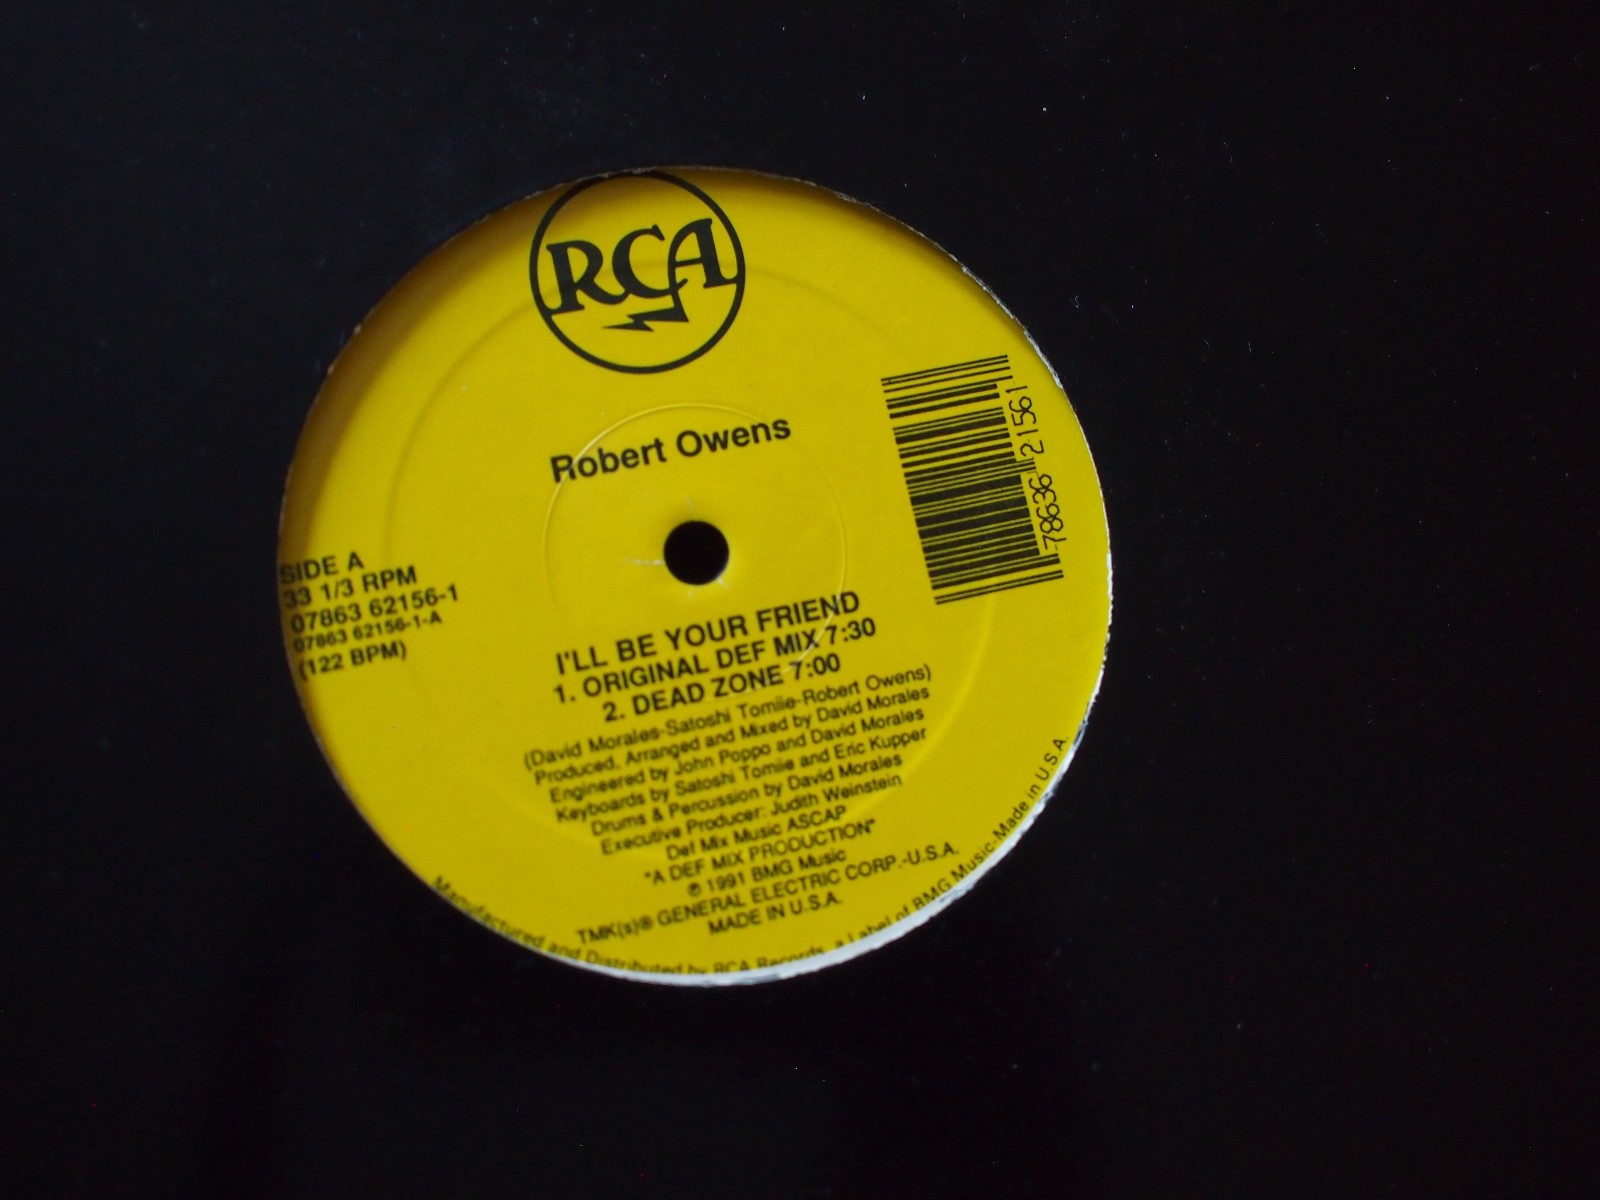 RCA
Robert Owens
78636 21561
SIDE A
33 1/3 RPM
07863 62156-1
07863 62156-1-A
(122 BPM)
I'LL BE YOUR FRIEND
1. ORIGINAL DEF MIX 7:30
2. DEAD ZONE 7:00
(David Morales-Satoshi Tomiie-Robert Owens)
Produced, Arranged and Mixed by David Morales
Engineered by John Poppo and David Morales
Keyboards by Satoshi Tomiie and Eric Kupper
Drums & Percussion by David Morales
Executive Producer: Judith Weinstein
Def Mix Music ASCAP
"A DEF MIX PRODUCTION"
℗ 1991 BMG Music
TMK(s)® GENERAL ELECTRIC CORP.-U.S.A.
MADE IN U.S.A.
Manufactured and Distributed by RCA Records, a Label of BMG Music-Made in U.S.A.